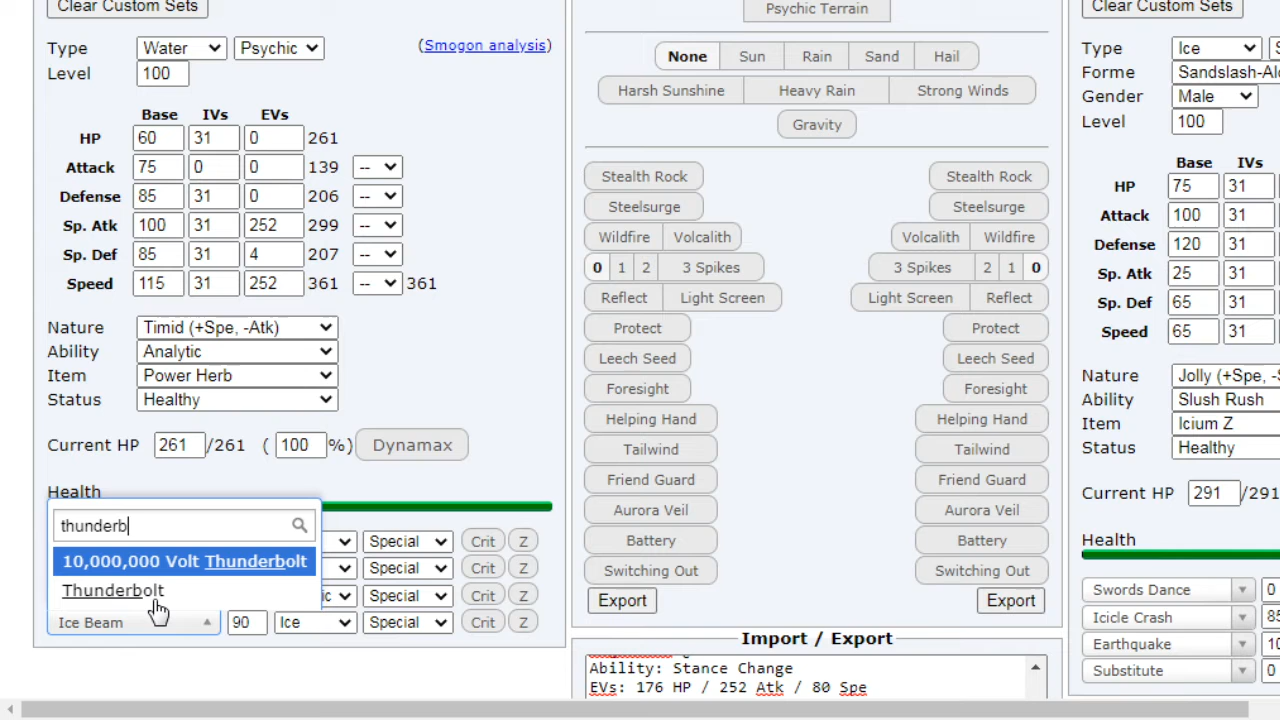 Clear Custom Sets
Type Water Psychic (Smogon analysis)
Level 100
Base IVs EVs
HP 60 31 0 261
Attack 75 0 0 139 --
Defense 85 31 0 206 --
Sp. Atk 100 31 252 299 --
Sp. Def 85 31 4 207 --
Speed 115 31 252 361 -- 361
Nature Timid (+Spe, -Atk)
Ability Analytic
Item Power Herb
Status Healthy
Current HP 261 /261 ( 100 %) Dynamax
Health
thunderb
10,000,000 Volt Thunderbolt
Thunderbolt
Special Crit Z
Special Crit Z
Special Crit Z
Ice Beam 90 Ice Special Crit Z
Psychic Terrain
None Sun Rain Sand Hail
Harsh Sunshine Heavy Rain Strong Winds
Gravity
Stealth Rock Stealth Rock
Steelsurge Steelsurge
Wildfire Volcalith Volcalith Wildfire
0 1 2 3 Spikes 3 Spikes 2 1 0
Reflect Light Screen Light Screen Reflect
Protect Protect
Leech Seed Leech Seed
Foresight Foresight
Helping Hand Helping Hand
Tailwind Tailwind
Friend Guard Friend Guard
Aurora Veil Aurora Veil
Battery Battery
Switching Out Switching Out
Export Export
Import / Export
Ability: Stance Change
EVs: 176 HP / 252 Atk / 80 Spe
Clear Custom Sets
Type Ice
Forme Sandslash-Alo
Gender Male
Level 100
Base IVs
HP 75 31
Attack 100 31
Defense 120 31
Sp. Atk 25 31
Sp. Def 65 31
Speed 65 31
Nature Jolly (+Spe, -S
Ability Slush Rush
Item Icium Z
Status Healthy
Current HP 291 /291
Health
Swords Dance 0
Icicle Crash 85
Earthquake 10
Substitute 0